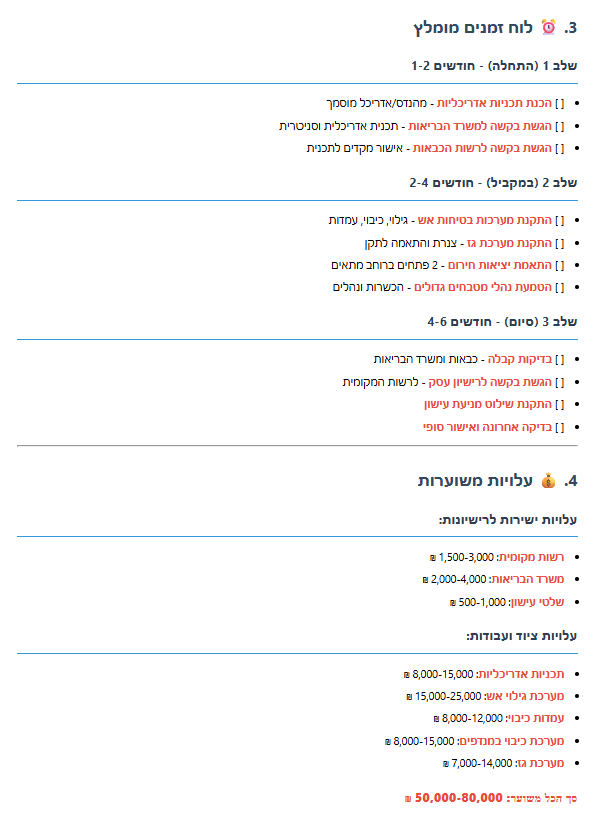 3. ⏰ לוח זמנים מומלץ
שלב 1 (התחלה) - חודשים 1-2
[ ] הכנת תכניות אדריכליות - מהנדס/אדריכל מוסמך
[ ] הגשת בקשה למשרד הבריאות - תכנית אדריכלית וסניטרית
[ ] הגשת בקשה לרשות הכבאות - אישור מקדים לתכנית
שלב 2 (במקביל) - חודשים 2-4
[ ] התקנת מערכות בטיחות אש - גילוי, כיבוי, עמדות
[ ] התקנת מערכת גז - צנרת והתאמה לתקן
[ ] התאמת יציאות חירום - 2 פתחים ברוחב מתאים
[ ] הטמעת נהלי מטבחים גדולים - הכשרות ונהלים
שלב 3 (סיום) - חודשים 4-6
[ ] בדיקות קבלה - כבאות ומשרד הבריאות
[ ] הגשת בקשה לרישיון עסק - לרשות המקומית
[ ] התקנת שילוט מניעת עישון
[ ] בדיקה אחרונה ואישור סופי
4. 💰 עלויות משוערות
עלויות ישירות לרישיונות:
רשות מקומית: 1,500-3,000 ₪
משרד הבריאות: 2,000-4,000 ₪
שלטי עישון: 500-1,000 ₪
עלויות ציוד ועבודות:
תכניות אדריכליות: 8,000-15,000 ₪
מערכת גילוי אש: 15,000-25,000 ₪
עמדות כיבוי: 8,000-12,000 ₪
מערכת כיבוי במנדפים: 8,000-15,000 ₪
מערכת גז: 7,000-14,000 ₪
סך הכל משוער: 50,000-80,000 ₪